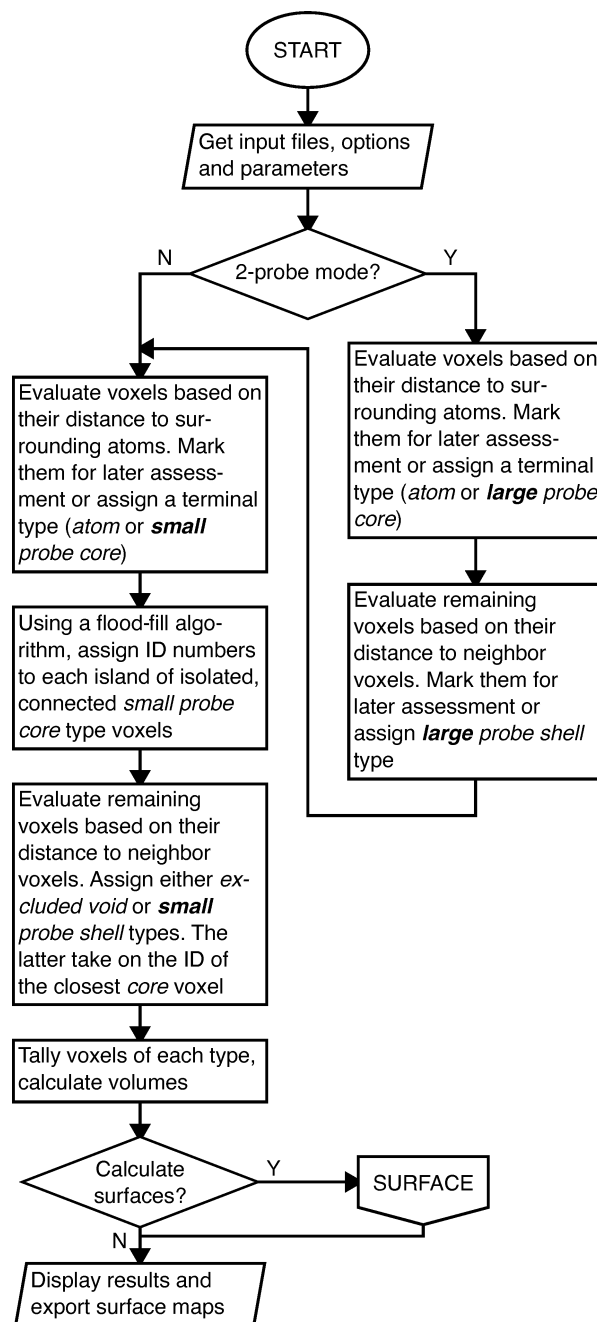 START
Get input files, options
and parameters
2-probe mode?
N
Y
Evaluate voxels based on
their distance to sur-
rounding atoms. Mark
them for later assess-
ment or assign a terminal
type (atom or large probe
core)
Evaluate remaining
voxels based on their
distance to neighbor
voxels. Mark them for
later assessment or
assign large probe shell
type
Evaluate voxels based on
their distance to sur-
rounding atoms. Mark
them for later assess-
ment or assign a terminal
type (atom or small
probe core)
Using a flood-fill algo-
rithm, assign ID numbers
to each island of isolated,
connected small probe
core type voxels
Evaluate remaining
voxels based on their
distance to neighbor
voxels. Assign either ex-
cluded void or small
probe shell types. The
latter take on the ID of
the closest core voxel
Tally voxels of each type,
calculate volumes
Calculate
surfaces?
Y
SURFACE
N
Display results and
export surface maps